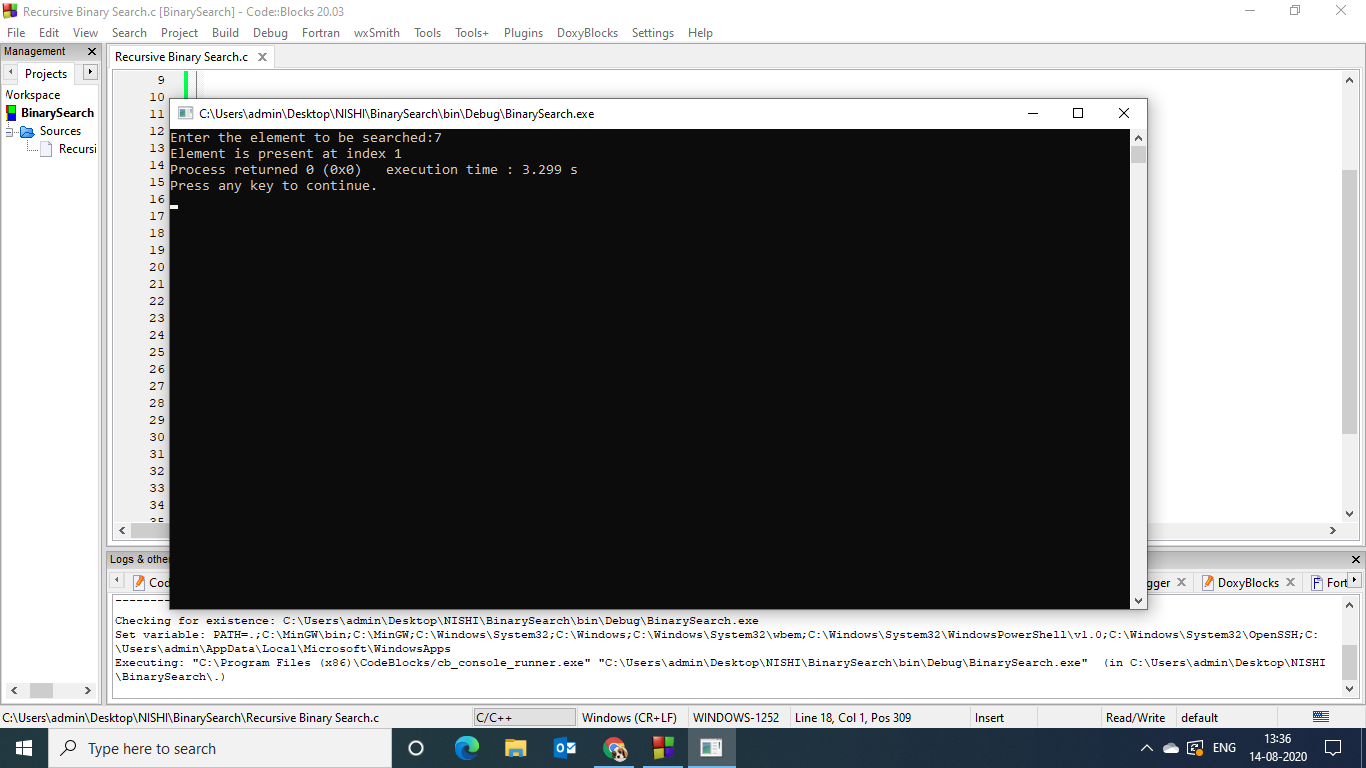 Recursive Binary Search.c [BinarySearch] - Code::Blocks 20.03
File Edit View Search Project Build Debug Fortran wxSmith Tools Tools+ Plugins DoxyBlocks Settings Help
Management
Projects
Workspace
BinarySearch
Sources
Recursi
Recursive Binary Search.c
9
10
11
12
13
14
15
16
17
18
19
20
21
22
23
24
25
26
27
28
29
30
31
32
33
34
35
C:\Users\admin\Desktop\NISHI\BinarySearch\bin\Debug\BinarySearch.exe
Enter the element to be searched:7
Element is present at index 1
Process returned 0 (0x0)   execution time : 3.299 s
Press any key to continue.
Logs & othe
Cod
gger DoxyBlocks Fort
Checking for existence: C:\Users\admin\Desktop\NISHI\BinarySearch\bin\Debug\BinarySearch.exe
Set variable: PATH=.;C:\MinGW\bin;C:\MinGW;C:\Windows\System32;C:\Windows;C:\Windows\System32\wbem;C:\Windows\System32\WindowsPowerShell\v1.0;C:\Windows\System32\OpenSSH;C:
\Users\admin\AppData\Local\Microsoft\WindowsApps
Executing: "C:\Program Files (x86)\CodeBlocks/cb_console_runner.exe" "C:\Users\admin\Desktop\NISHI\BinarySearch\bin\Debug\BinarySearch.exe"  (in C:\Users\admin\Desktop\NISHI
\BinarySearch\.)
C:\Users\admin\Desktop\NISHI\BinarySearch\Recursive Binary Search.c C/C++ Windows (CR+LF) WINDOWS-1252 Line 18, Col 1, Pos 309 Insert Read/Write default
Type here to search
ENG
13:36
14-08-2020